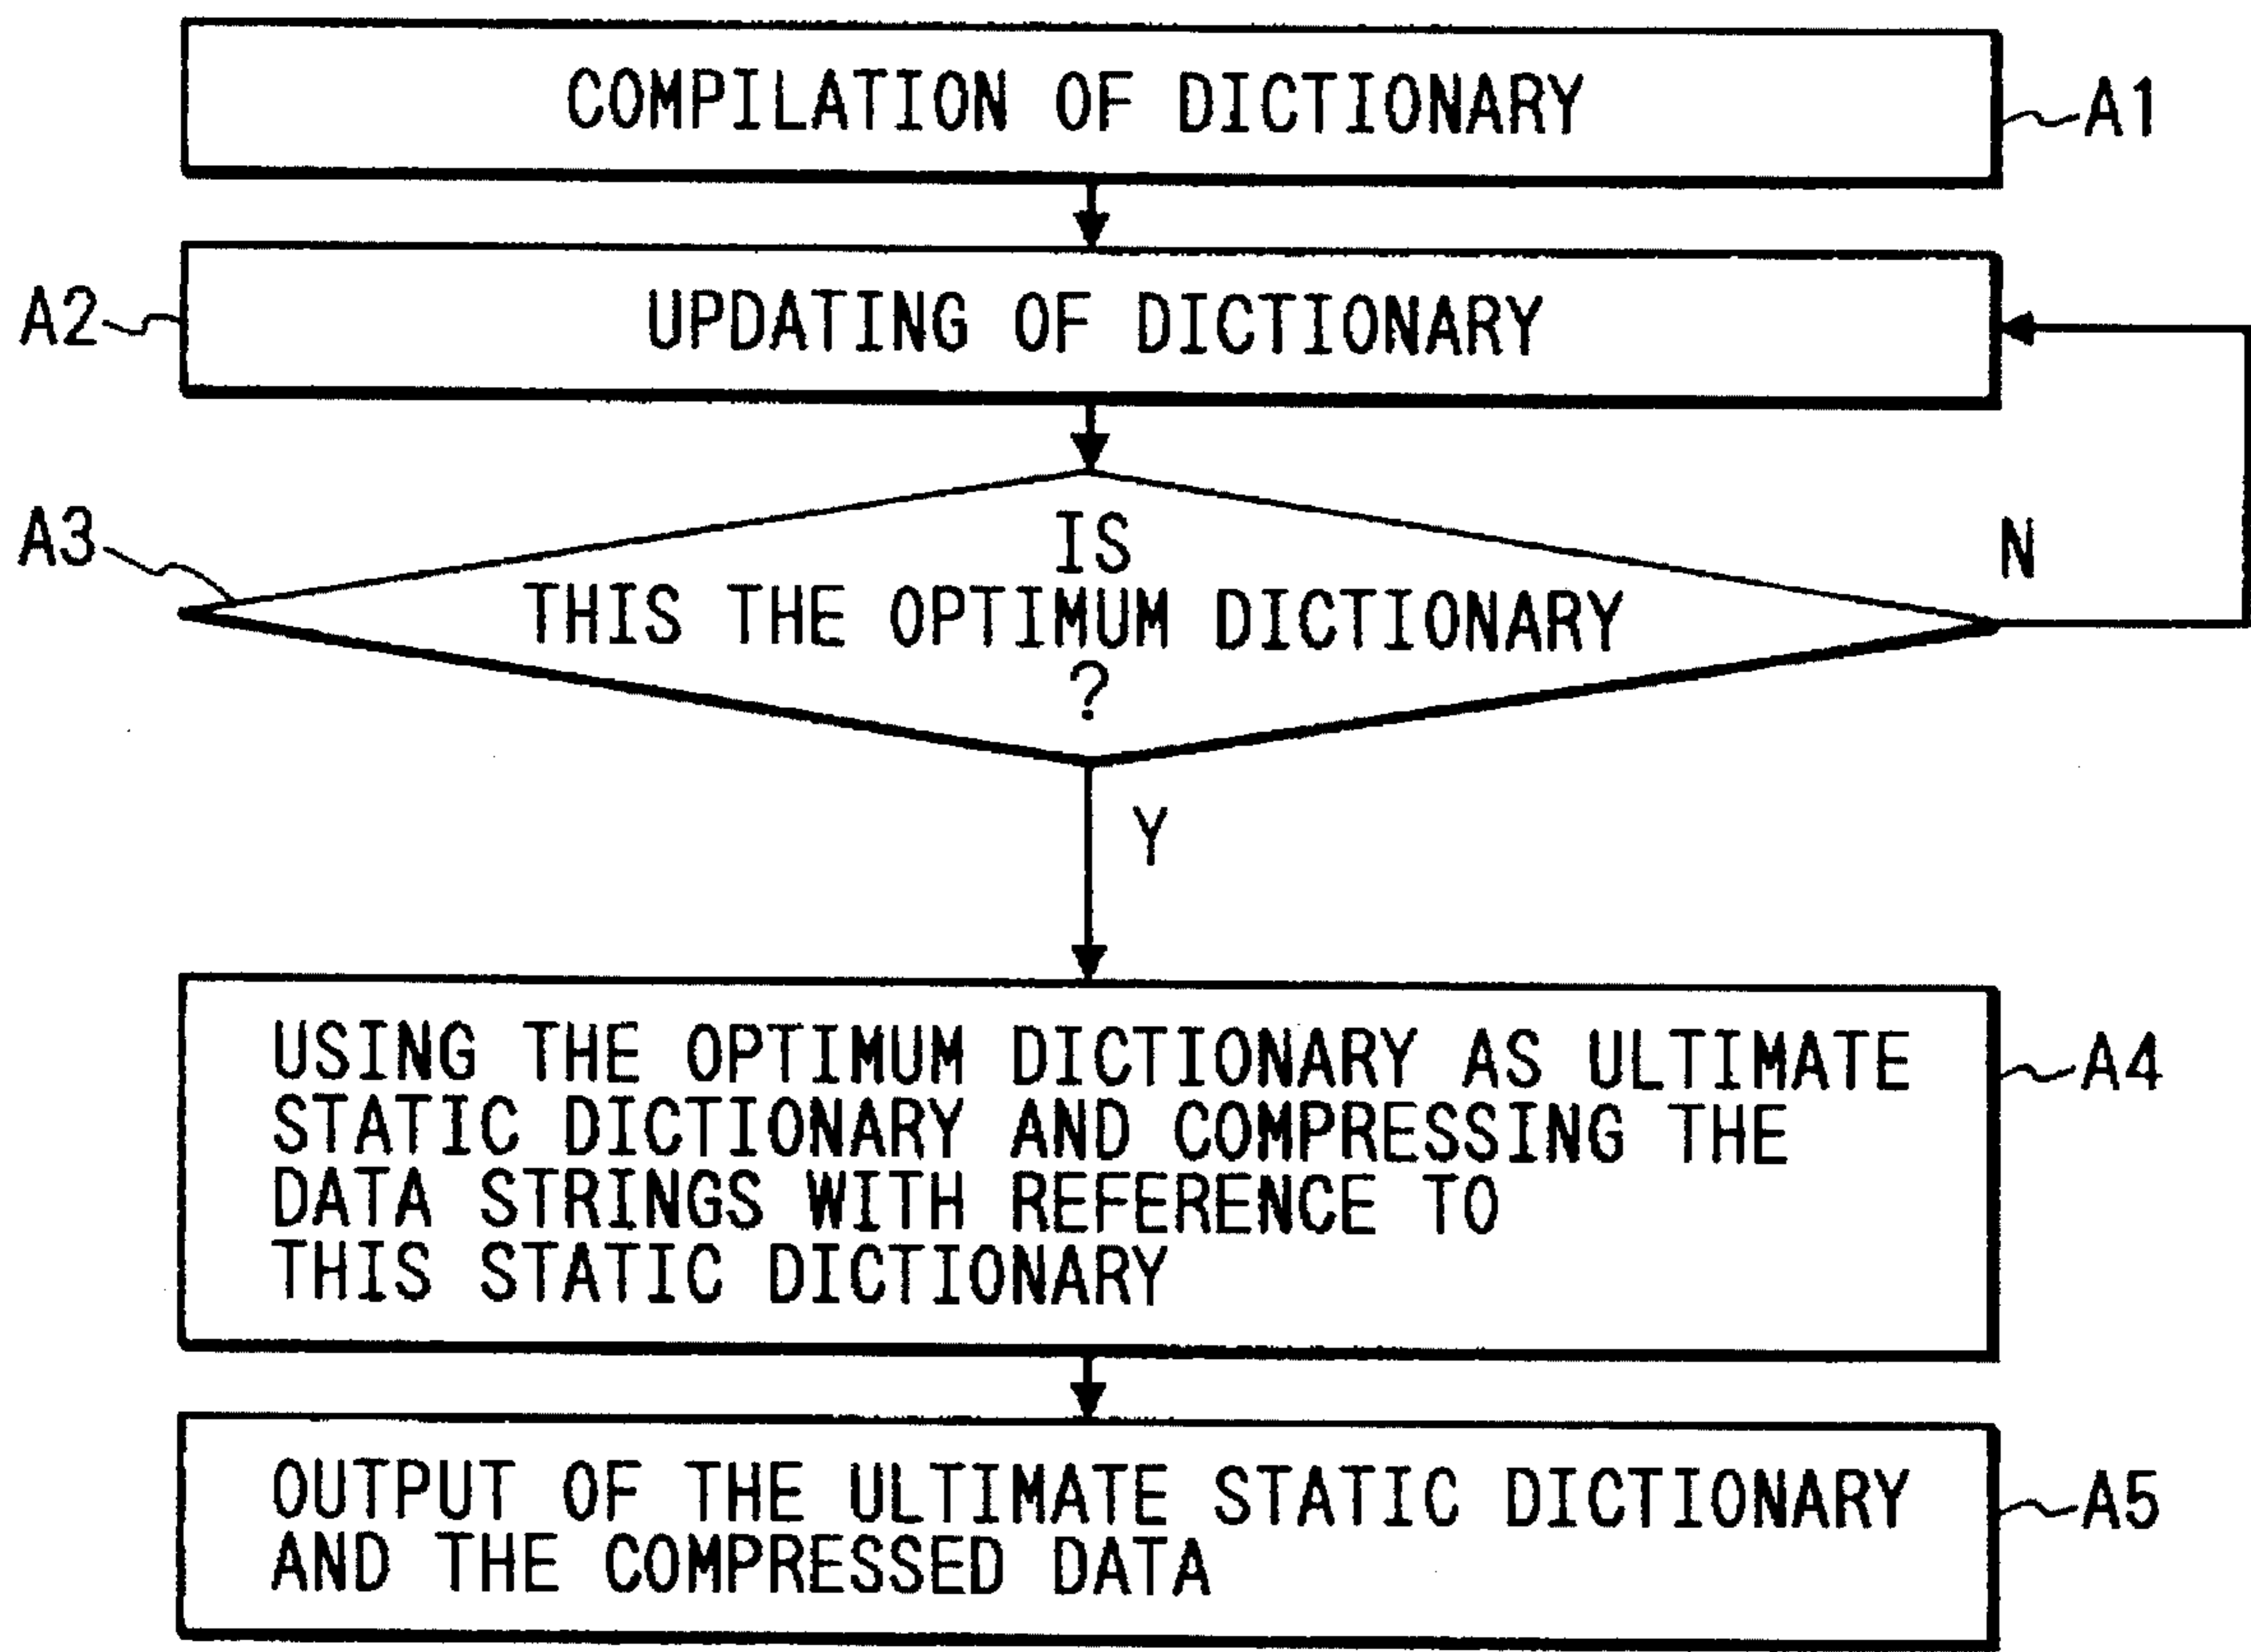 COMPILATION OF DICTIONARY
A1
A2
UPDATING OF DICTIONARY
A3
IS
THIS THE OPTIMUM DICTIONARY
?
N
Y
USING THE OPTIMUM DICTIONARY AS ULTIMATE
STATIC DICTIONARY AND COMPRESSING THE
DATA STRINGS WITH REFERENCE TO
THIS STATIC DICTIONARY
A4
OUTPUT OF THE ULTIMATE STATIC DICTIONARY
AND THE COMPRESSED DATA
A5